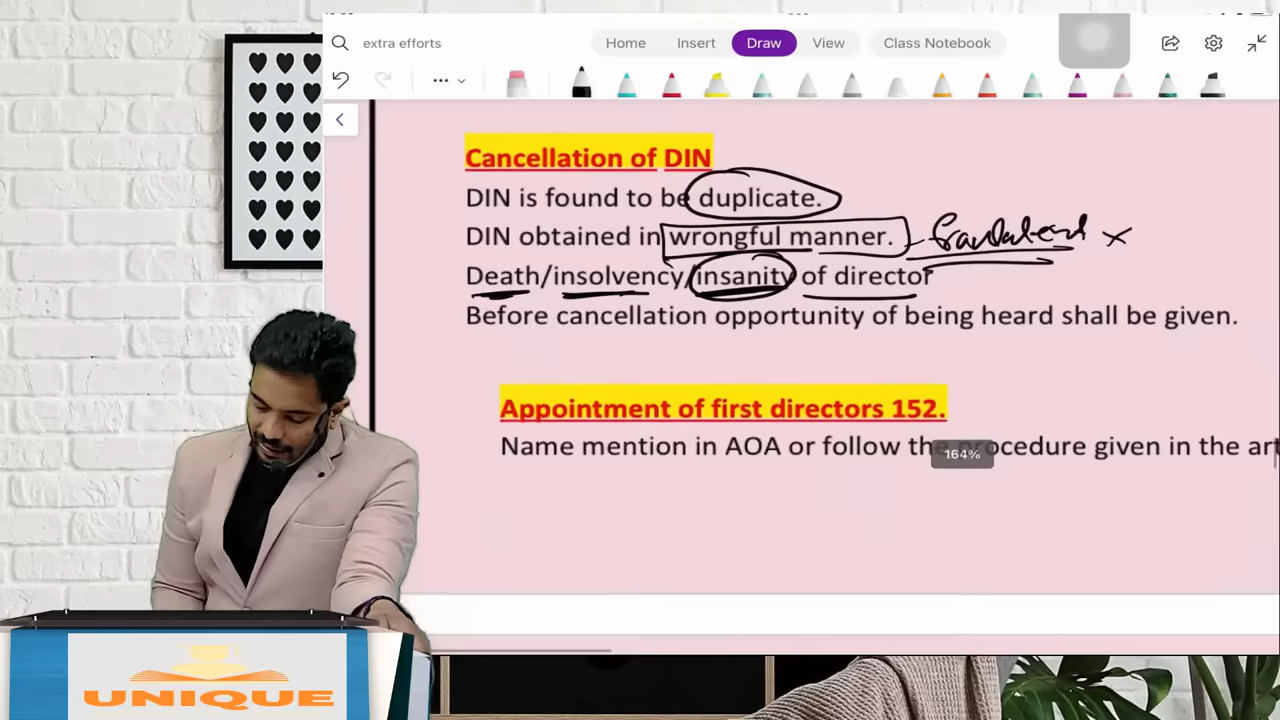 extra efforts
Home Insert Draw View Class Notebook
Cancellation of DIN
DIN is found to be duplicate.
DIN obtained in wrongful manner. - fraudulent ×
Death/insolvency/insanity of director
Before cancellation opportunity of being heard shall be given.
Appointment of first directors 152.
Name mention in AOA or follow the procedure given in the art
164%
UNIQUE